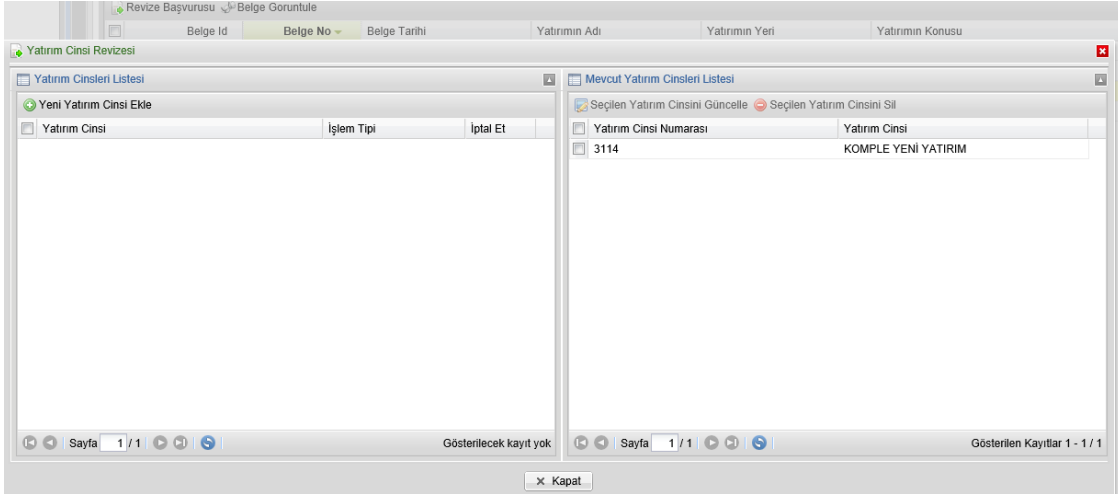 Revize Başvurusu Belge Goruntule
Belge Id Belge No Belge Tarihi Yatırımın Adı Yatırımın Yeri Yatırımın Konusu
Yatırım Cinsi Revizesi
Yatırım Cinsleri Listesi
Yeni Yatırım Cinsi Ekle
Yatırım Cinsi İşlem Tipi İptal Et
Sayfa 1 / 1 Gösterilecek kayıt yok
Mevcut Yatırım Cinsleri Listesi
Seçilen Yatırım Cinsini Güncelle Seçilen Yatırım Cinsini Sil
Yatırım Cinsi Numarası Yatırım Cinsi
3114 KOMPLE YENİ YATIRIM
Sayfa 1 / 1 Gösterilen Kayıtlar 1 - 1 / 1
Kapat